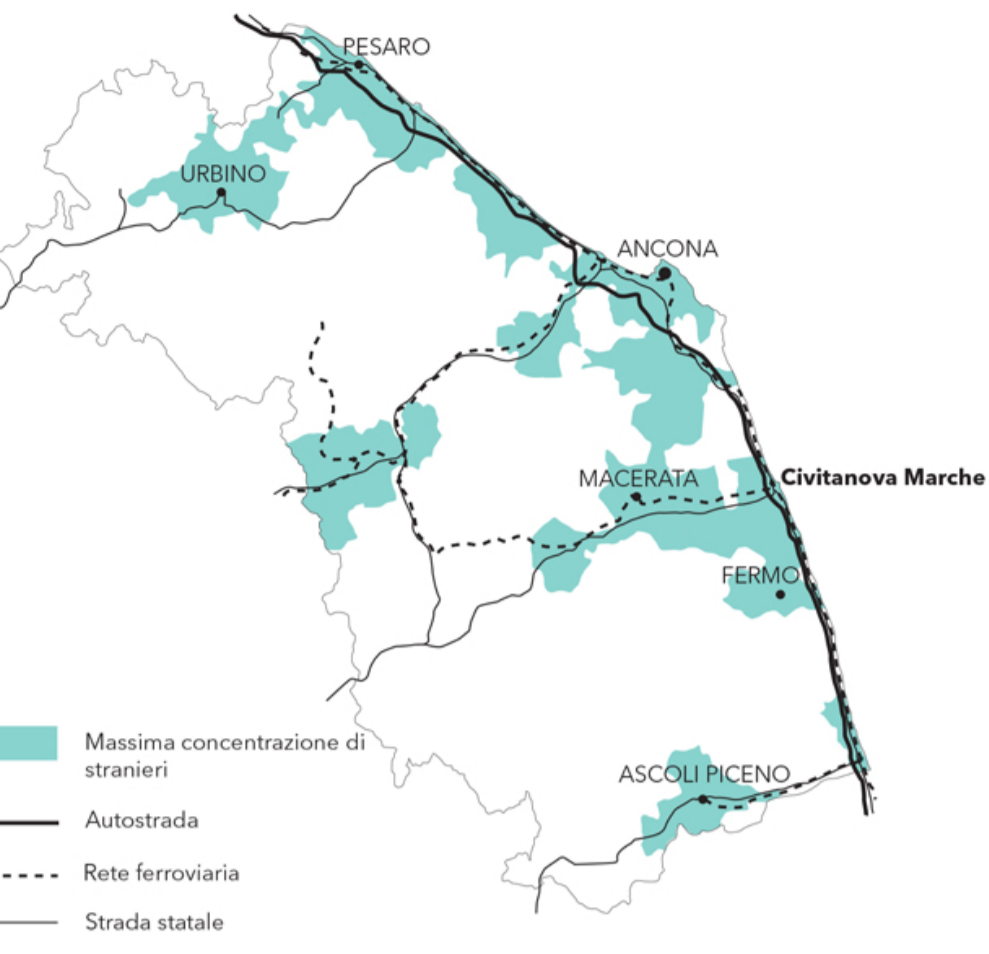 PESARO
URBINO
ANCONA
MACERATA
Civitanova Marche
FERMO
Massima concentrazione di
stranieri
ASCOLI PICENO
Autostrada
Rete ferroviaria
Strada statale